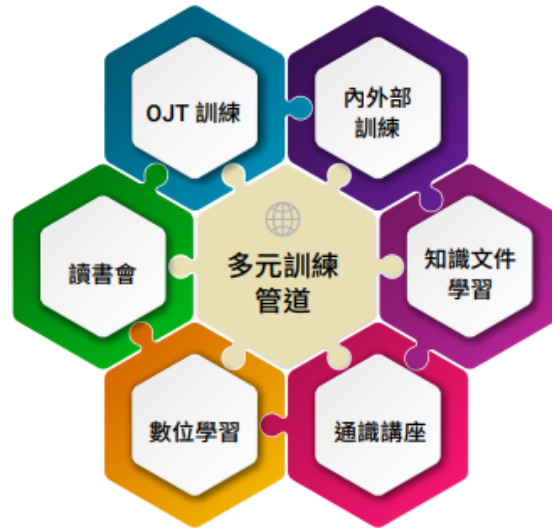 OJT 訓練
內外部
訓練
讀書會
多元訓練
管道
知識文件
學習
數位學習
通識講座